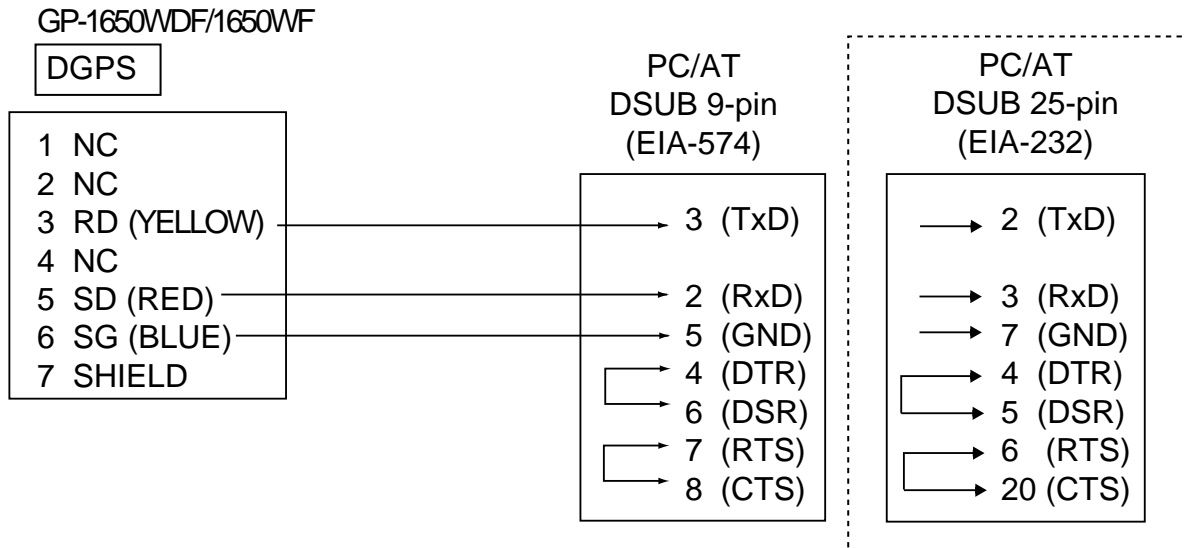 GP-1650WDF/1650WF
DGPS
1 NC
2 NC
3 RD (YELLOW)
4 NC
5 SD (RED)
6 SG (BLUE)
7 SHIELD
PC/AT
DSUB 9-pin
(EIA-574)
3 (TxD)
2 (RxD)
5 (GND)
4 (DTR)
6 (DSR)
7 (RTS)
8 (CTS)
PC/AT
DSUB 25-pin
(EIA-232)
2 (TxD)
3 (RxD)
7 (GND)
4 (DTR)
5 (DSR)
6 (RTS)
20 (CTS)